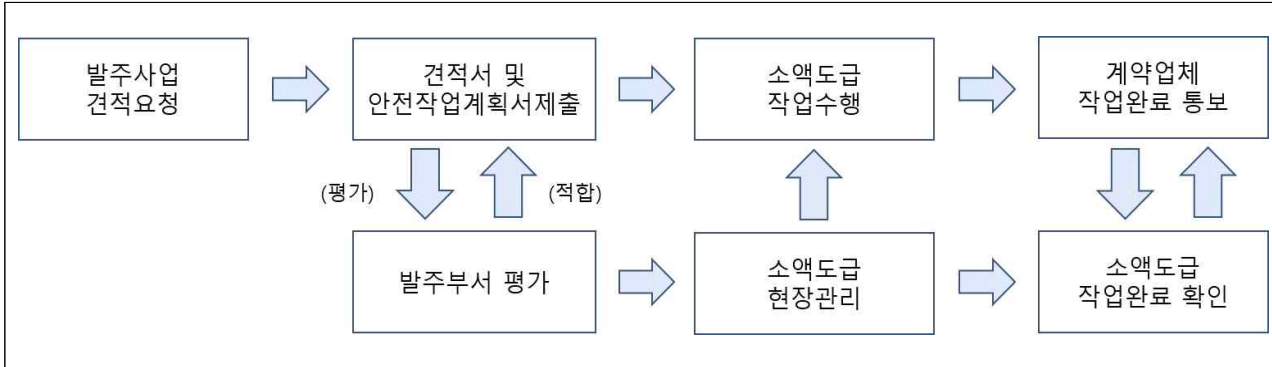 발주사업
견적요청
견적서 및
안전작업계획서제출
소액도급
작업수행
계약업체
작업완료 통보
(평가)
(적합)
발주부서 평가
소액도급
현장관리
소액도급
작업완료 확인